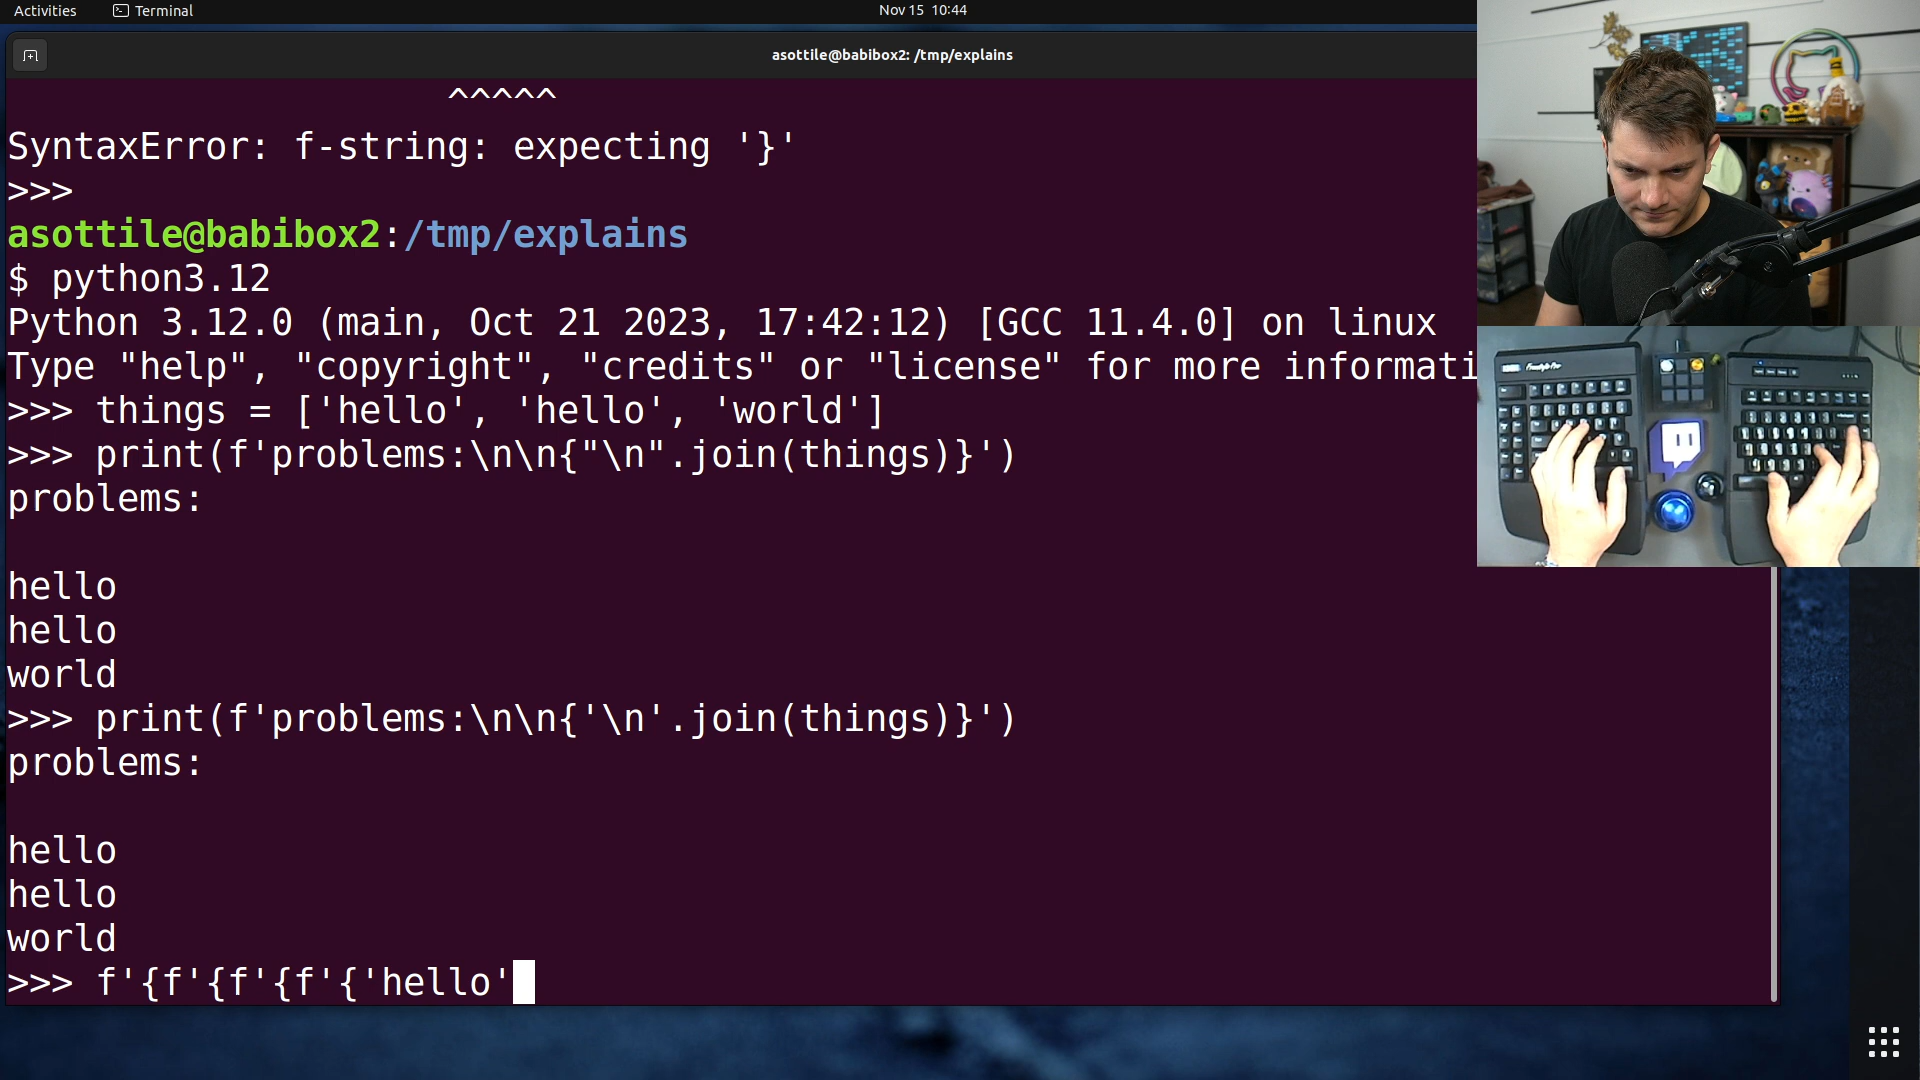 Activities
Terminal
Nov 15 10:44
asottile@babibox2: /tmp/explains
^^^^^
SyntaxError: f-string: expecting '}'
>>>
asottile@babibox2:/tmp/explains
$ python3.12
Python 3.12.0 (main, Oct 21 2023, 17:42:12) [GCC 11.4.0] on linux
Type "help", "copyright", "credits" or "license" for more informati
>>> things = ['hello', 'hello', 'world']
>>> print(f'problems:\n\n{"\n".join(things)}')
problems:
hello
hello
world
>>> print(f'problems:\n\n{'\n'.join(things)}')
problems:
hello
hello
world
>>> f'{f'{f'{f'{'hello'
Freestyle Pro